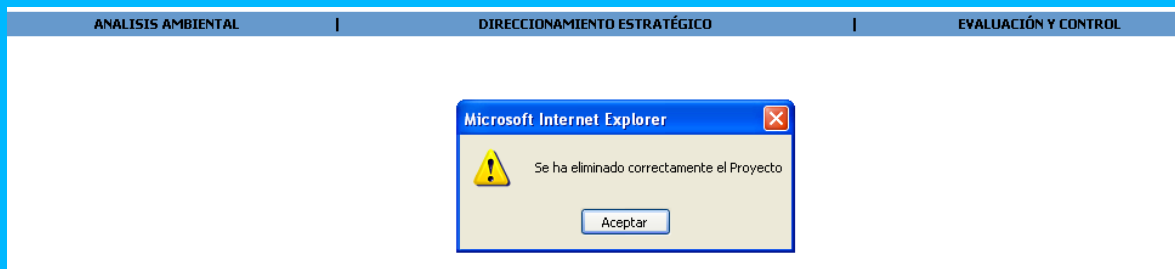 ANALISIS AMBIENTAL | DIRECCIONAMIENTO ESTRATÉGICO | EVALUACIÓN Y CONTROL
Microsoft Internet Explorer
Se ha eliminado correctamente el Proyecto
Aceptar